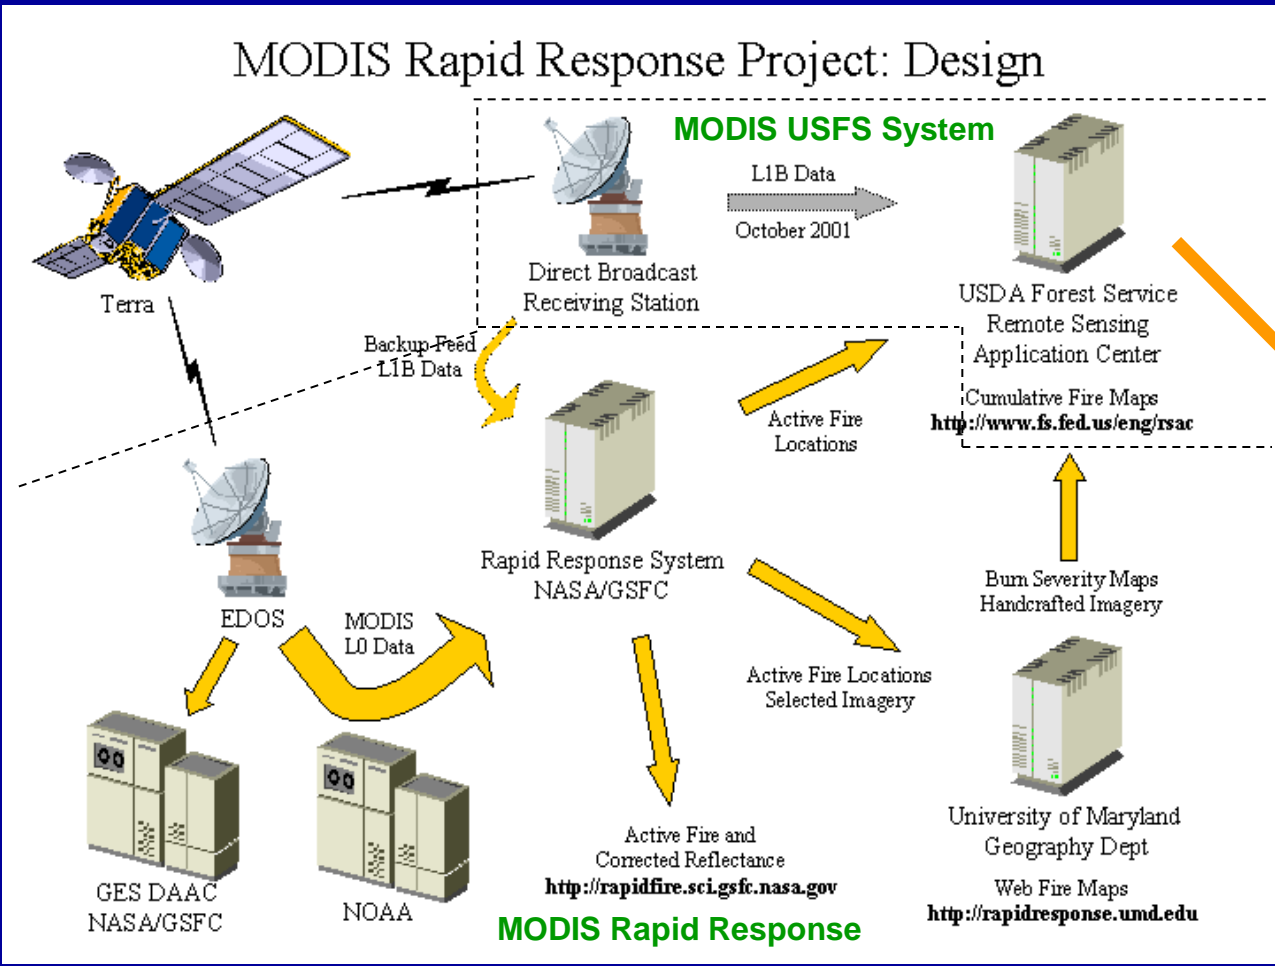 MODIS Rapid Response Project: Design
MODIS USFS System
L1B Data
October 2001
Terra
Direct Broadcast
Receiving Station
USDA Forest Service
Remote Sensing
Application Center
Cumulative Fire Maps
http://www.fs.fed.us/eng/rsac
Backup Feed
L1B Data
Active Fire
Locations
Rapid Response System
NASA/GSFC
Burn Severity Maps
Handcrafted Imagery
EDOS
MODIS
L0 Data
Active Fire Locations
Selected Imagery
University of Maryland
Geography Dept
Web Fire Maps
http://rapidresponse.umd.edu
Active Fire and
Corrected Reflectance
http://rapidfire.sci.gsfc.nasa.gov
GES DAAC
NASA/GSFC
NOAA
MODIS Rapid Response